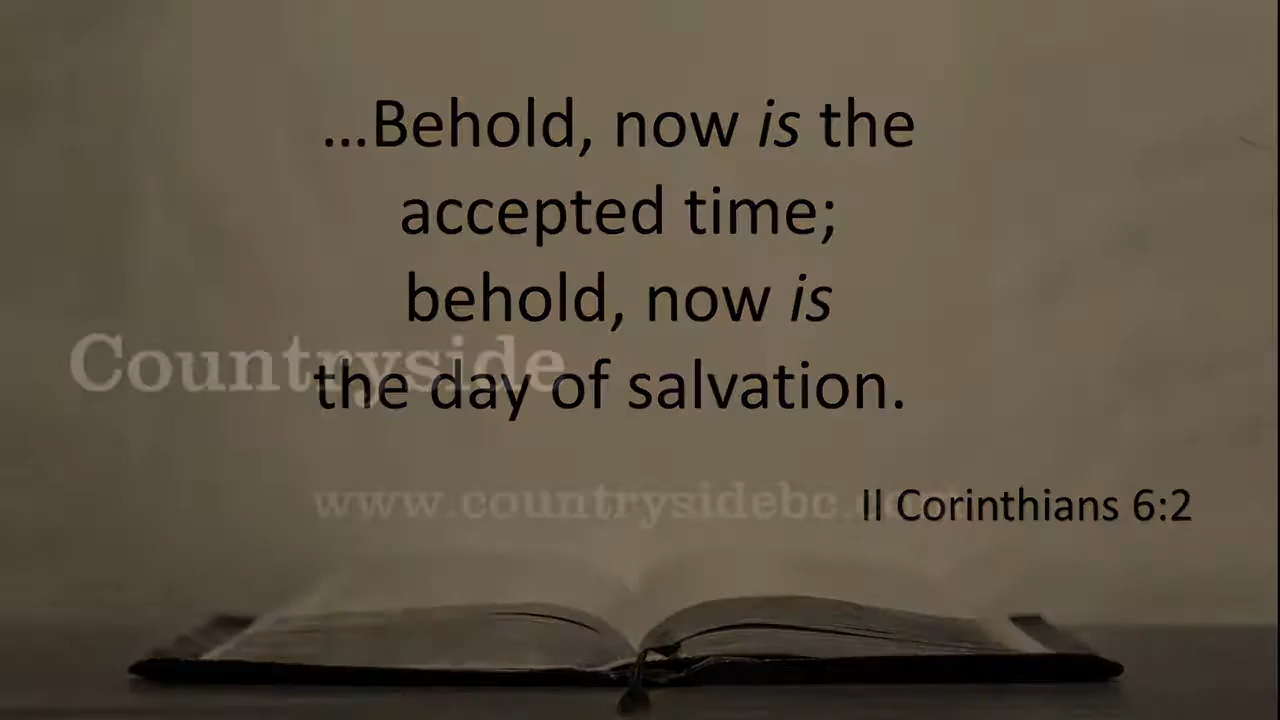 ...Behold, now is the
accepted time;
behold, now is
Countryside
the day of salvation.
www.countrysidebc.
II Corinthians 6:2